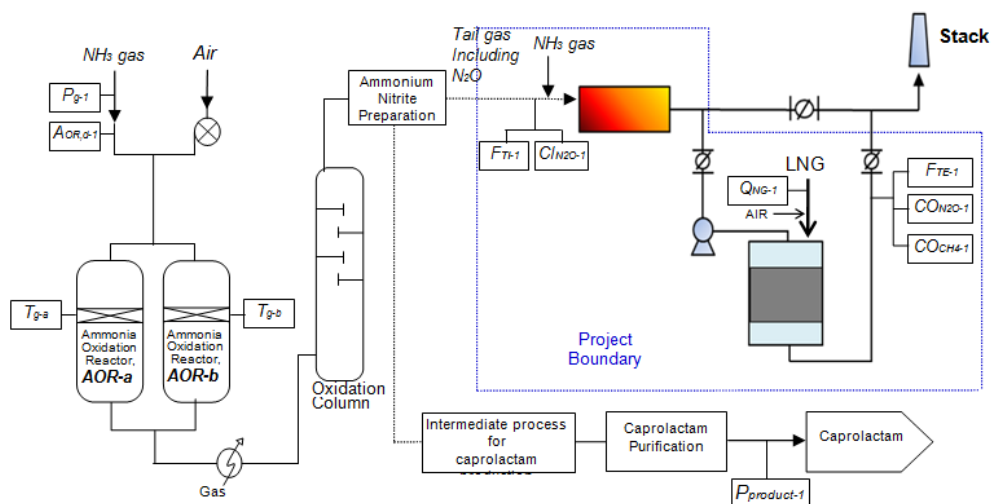 NH₃ gas
Air
Pg-1
AOR,d-1
Ammonium
Nitrite
Preparation
Tail gas
Including
N₂O
NH₃ gas
Stack
FTI-1
CIN2O-1
LNG
QNG-1
AIR
FTE-1
CON2O-1
COCH4-1
Tg-a
Tg-b
Ammonia
Oxidation
Reactor,
AOR-a
Ammonia
Oxidation
Reactor,
AOR-b
Project
Boundary
Oxidation
Column
Gas
Intermediate process
for
caprolactam
production
Caprolactam
Purification
Caprolactam
Pproduct-1